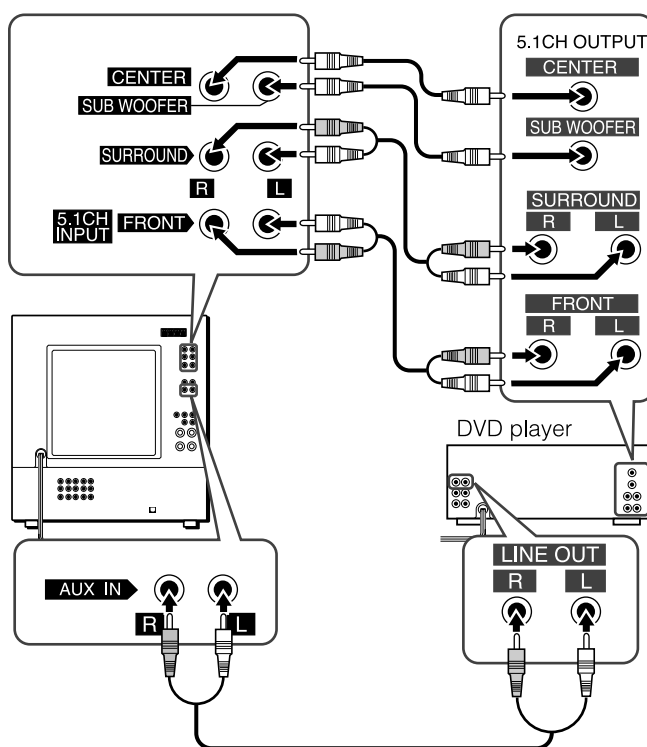 CENTER
SUB WOOFER
SURROUND
R L
5.1CH
INPUT
FRONT
5.1CH OUTPUT
CENTER
SUB WOOFER
SURROUND
R L
FRONT
R L
DVD player
AUX IN
R L
LINE OUT
R L